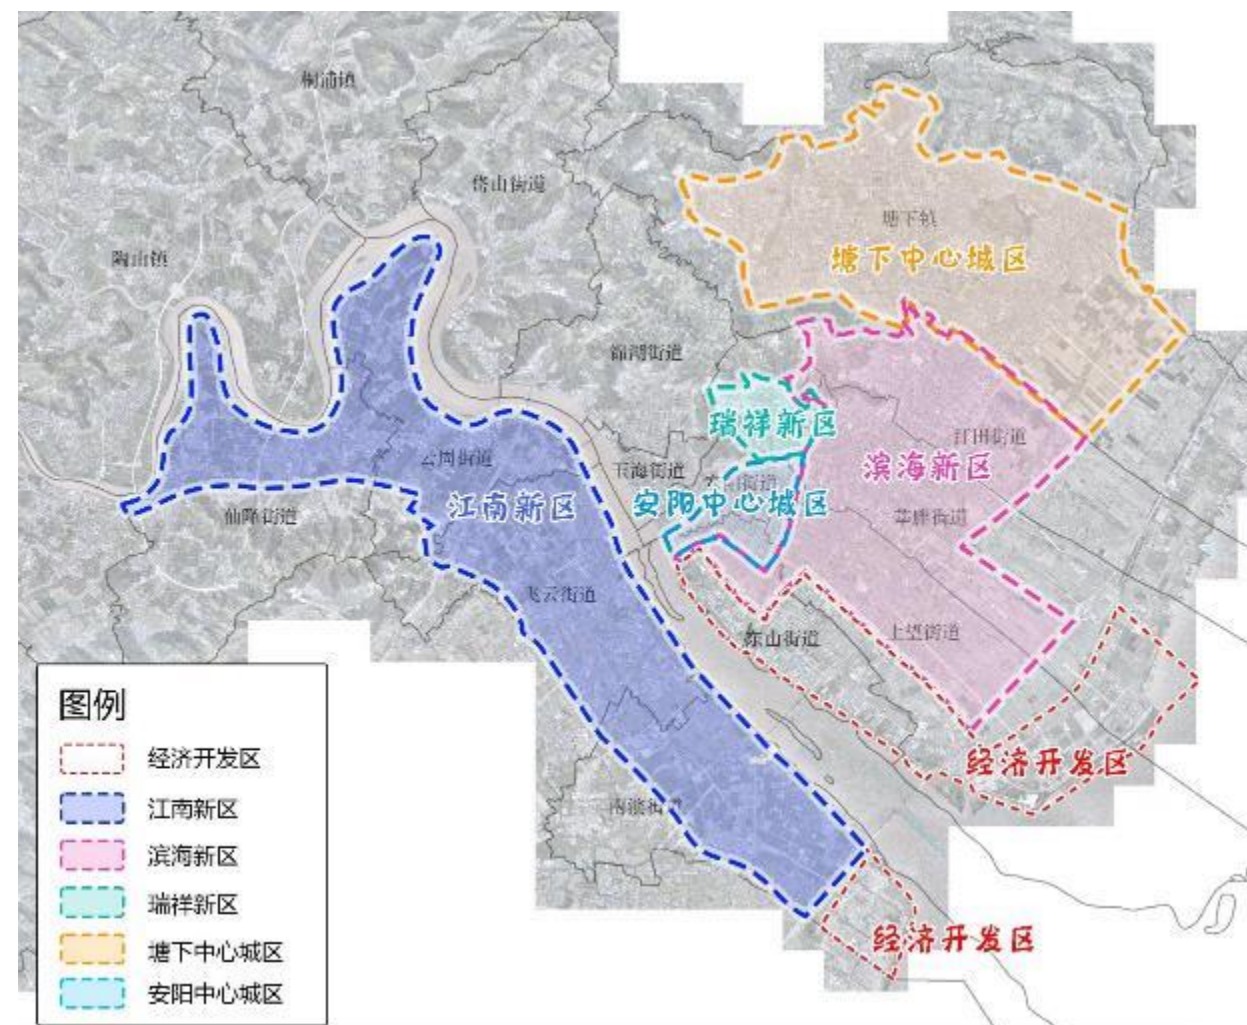 桐浦镇
岱山街道
塘下镇
塘下中心城区
陶山镇
锦湖街道
瑞祥新区
汀田街道
云周街道
玉海街道
滨海新区
安阳中心城区
江南新区
仙降街道
莘塍街道
飞云街道
东山街道
上望街道
经济开发区
南滨街道
经济开发区
图例
经济开发区
江南新区
滨海新区
瑞祥新区
塘下中心城区
安阳中心城区